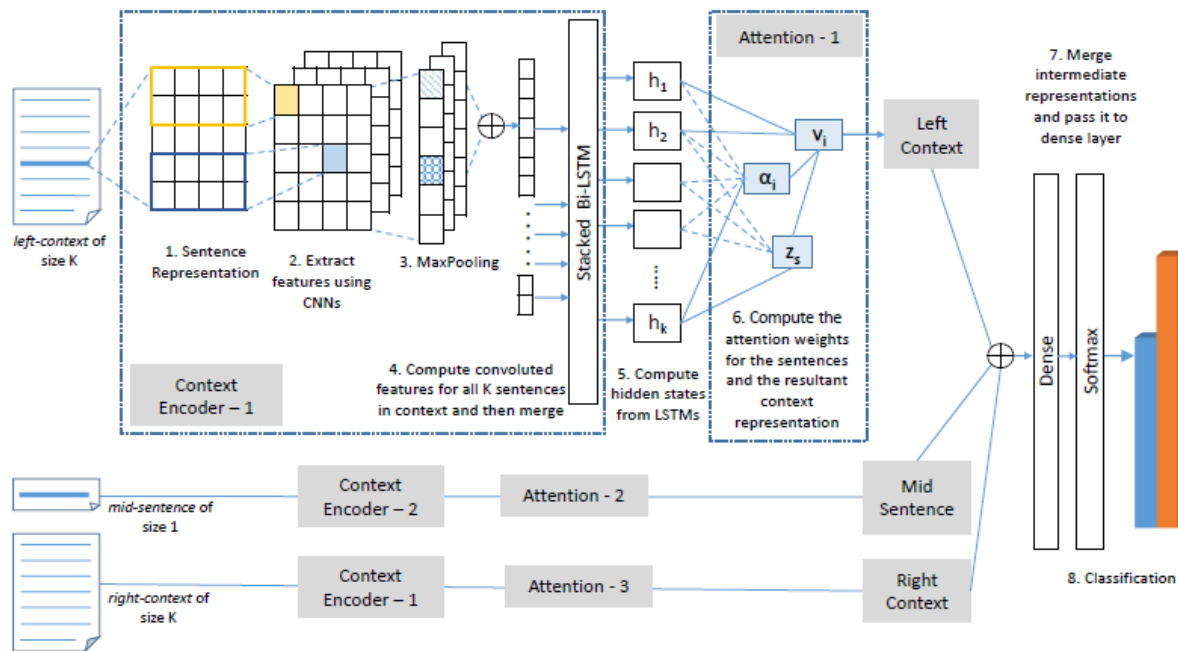 left-context of
size K
1. Sentence
Representation
2. Extract
features using
CNNs
3. MaxPooling
4. Compute convoluted
features for all K sentences
in context and then merge
Context
Encoder – 1
Stacked Bi-LSTM
h1
h2
hk
5. Compute
hidden states
from LSTMs
Attention - 1
vi
αi
zs
6. Compute the
attention weights
for the sentences
and the resultant
context
representation
Left
Context
7. Merge
intermediate
representations
and pass it to
dense layer
Dense
Softmax
8. Classification
mid-sentence of
size 1
Context
Encoder – 2
Attention - 2
Mid
Sentence
right-context of
size K
Context
Encoder – 1
Attention - 3
Right
Context